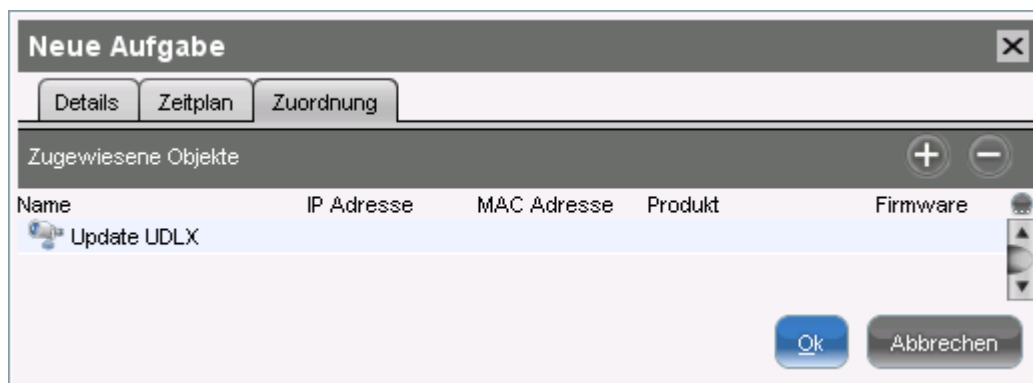 Neue Aufgabe
Details Zeitplan Zuordnung
Zugewiesene Objekte
Name IP Adresse MAC Adresse Produkt Firmware
Update UDLX
Ok Abbrechen